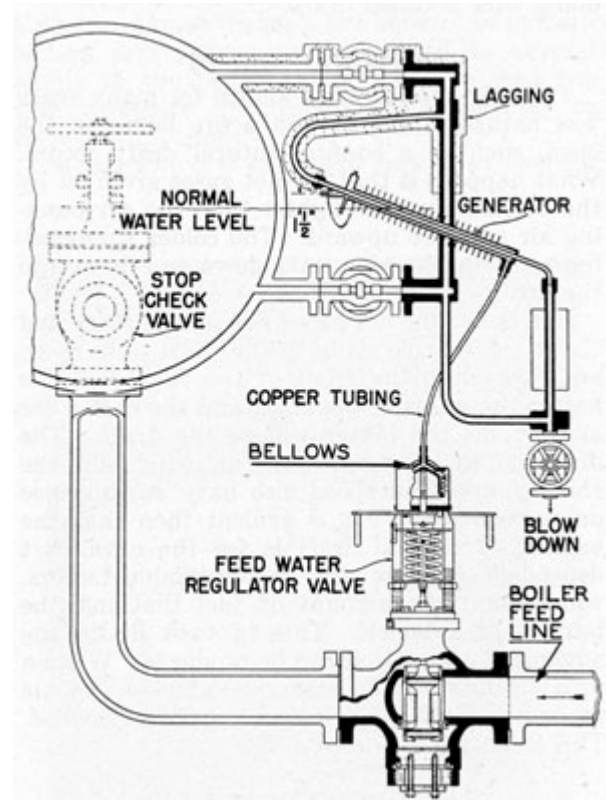 LAGGING
NORMAL
WATER LEVEL
1½"
GENERATOR
STOP
CHECK
VALVE
COPPER TUBING
BELLOWS
BLOW
DOWN
FEED WATER
REGULATOR VALVE
BOILER
FEED
LINE